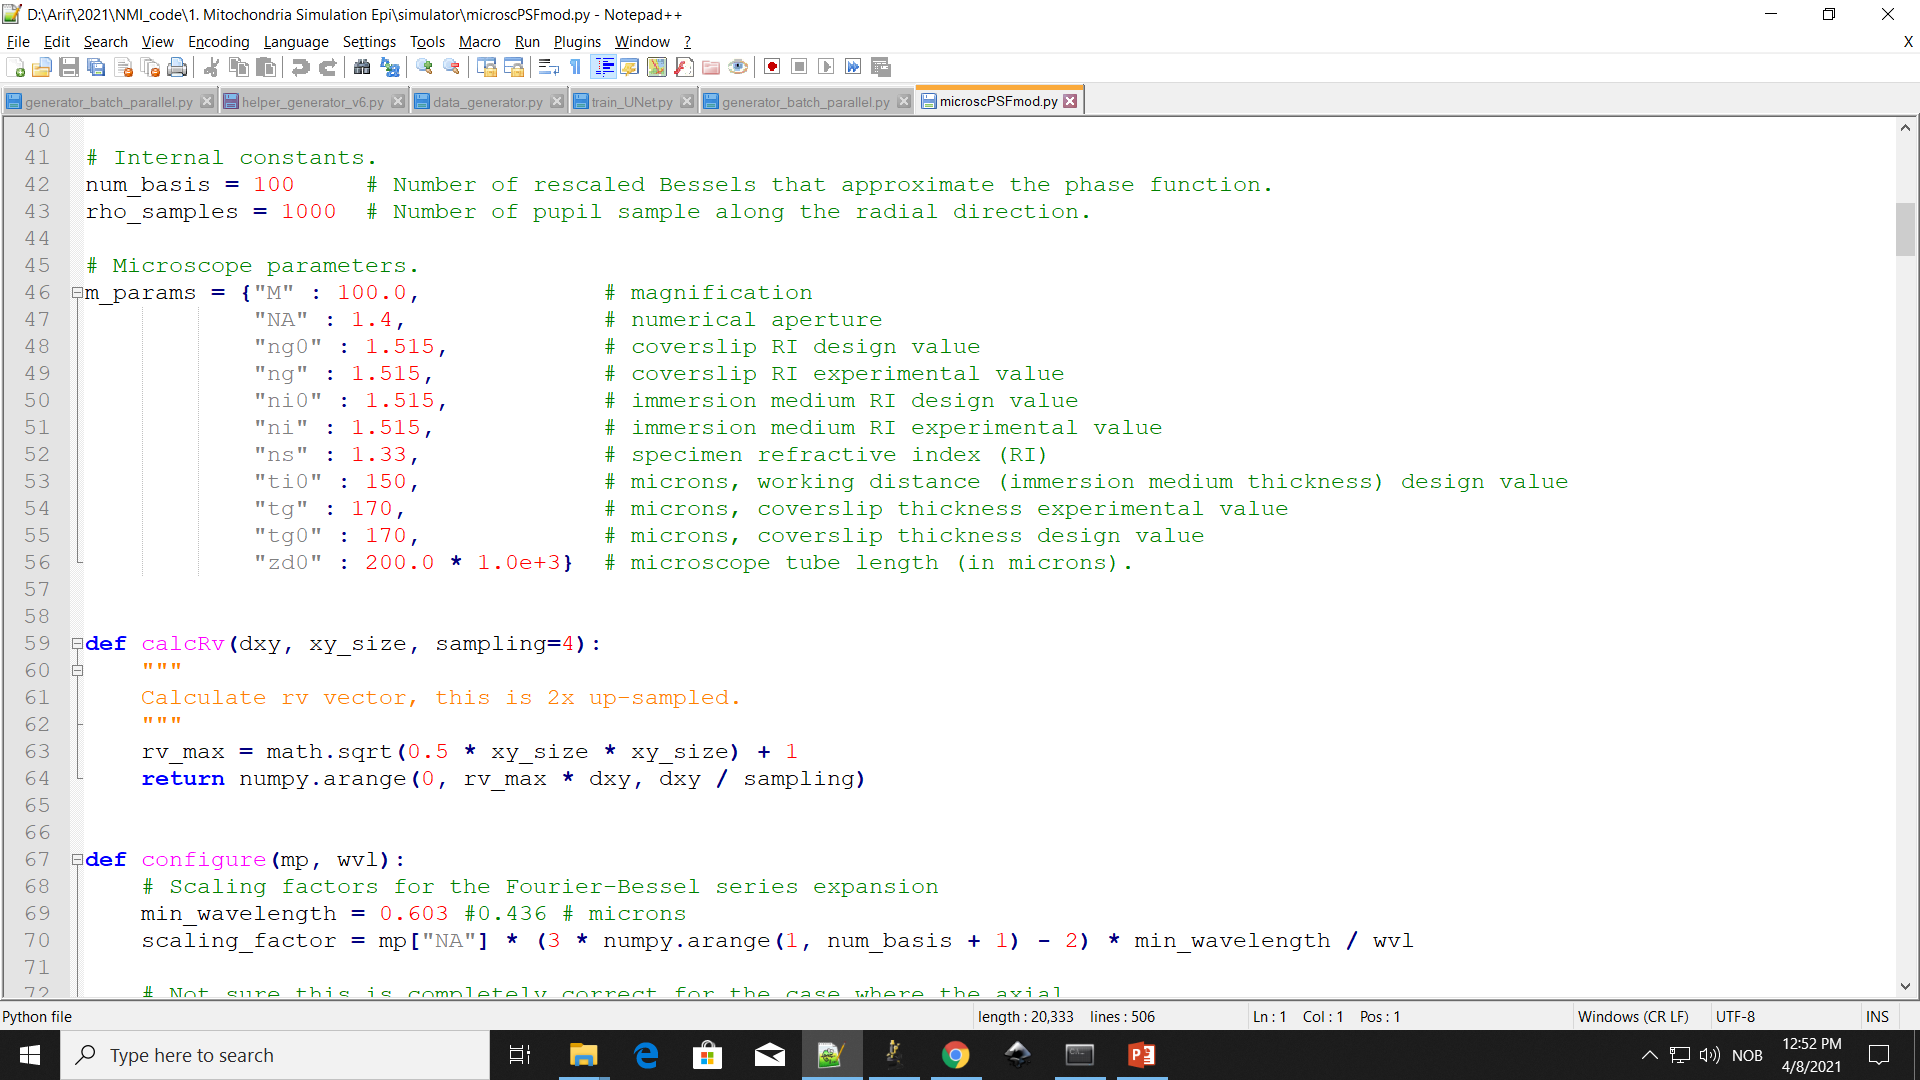 D:\Arif\2021\NMI_code\1. Mitochondria Simulation Epi\simulator\microscPSFmod.py - Notepad++
File Edit Search View Encoding Language Settings Tools Macro Run Plugins Window ? X
generator_batch_parallel.py helper_generator_v6.py data_generator.py train_UNet.py generator_batch_parallel.py microscPSFmod.py
40
41 # Internal constants.
42 num_basis = 100 # Number of rescaled Bessels that approximate the phase function.
43 rho_samples = 1000 # Number of pupil sample along the radial direction.
44
45 # Microscope parameters.
46 m_params = {"M" : 100.0, # magnification
47 "NA" : 1.4, # numerical aperture
48 "ng0" : 1.515, # coverslip RI design value
49 "ng" : 1.515, # coverslip RI experimental value
50 "ni0" : 1.515, # immersion medium RI design value
51 "ni" : 1.515, # immersion medium RI experimental value
52 "ns" : 1.33, # specimen refractive index (RI)
53 "ti0" : 150, # microns, working distance (immersion medium thickness) design value
54 "tg" : 170, # microns, coverslip thickness experimental value
55 "tg0" : 170, # microns, coverslip thickness design value
56 "zd0" : 200.0 * 1.0e+3} # microscope tube length (in microns).
57
58
59 def calcRv(dxy, xy_size, sampling=4):
60 """
61 Calculate rv vector, this is 2x up-sampled.
62 """
63 rv_max = math.sqrt(0.5 * xy_size * xy_size) + 1
64 return numpy.arange(0, rv_max * dxy, dxy / sampling)
65
66
67 def configure(mp, wvl):
68 # Scaling factors for the Fourier-Bessel series expansion
69 min_wavelength = 0.603 #0.436 # microns
70 scaling_factor = mp["NA"] * (3 * numpy.arange(1, num_basis + 1) - 2) * min_wavelength / wvl
71
72 # Not sure this is completely correct for the case where the axial
Python file length : 20,333 lines : 506 Ln : 1 Col : 1 Pos : 1 Windows (CR LF) UTF-8 INS
Type here to search NOB 12:52 PM
4/8/2021